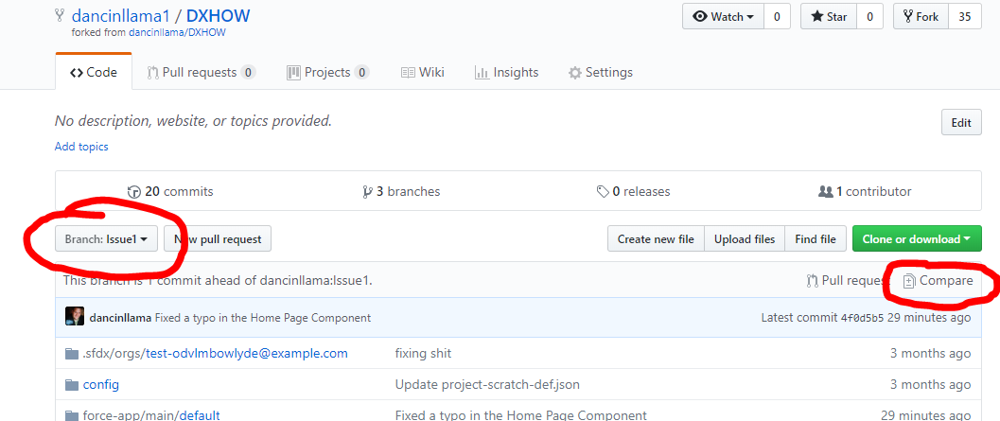 dancinllama1 / DXHOW
forked from dancinllama/DXHOW
Watch 0 Star 0 Fork 35
Code Pull requests 0 Projects 0 Wiki Insights Settings
No description, website, or topics provided. Edit
Add topics
20 commits 3 branches 0 releases 1 contributor
Branch: Issue1 New pull request Create new file Upload files Find file Clone or download
This branch is 1 commit ahead of dancinllama:Issue1. Pull request Compare
dancinllama Fixed a typo in the Home Page Component Latest commit 4f0d5b5 29 minutes ago
.sfdx/orgs/test-odvlmbowlyde@example.com fixing shit 3 months ago
config Update project-scratch-def.json 3 months ago
force-app/main/default Fixed a typo in the Home Page Component 29 minutes ago